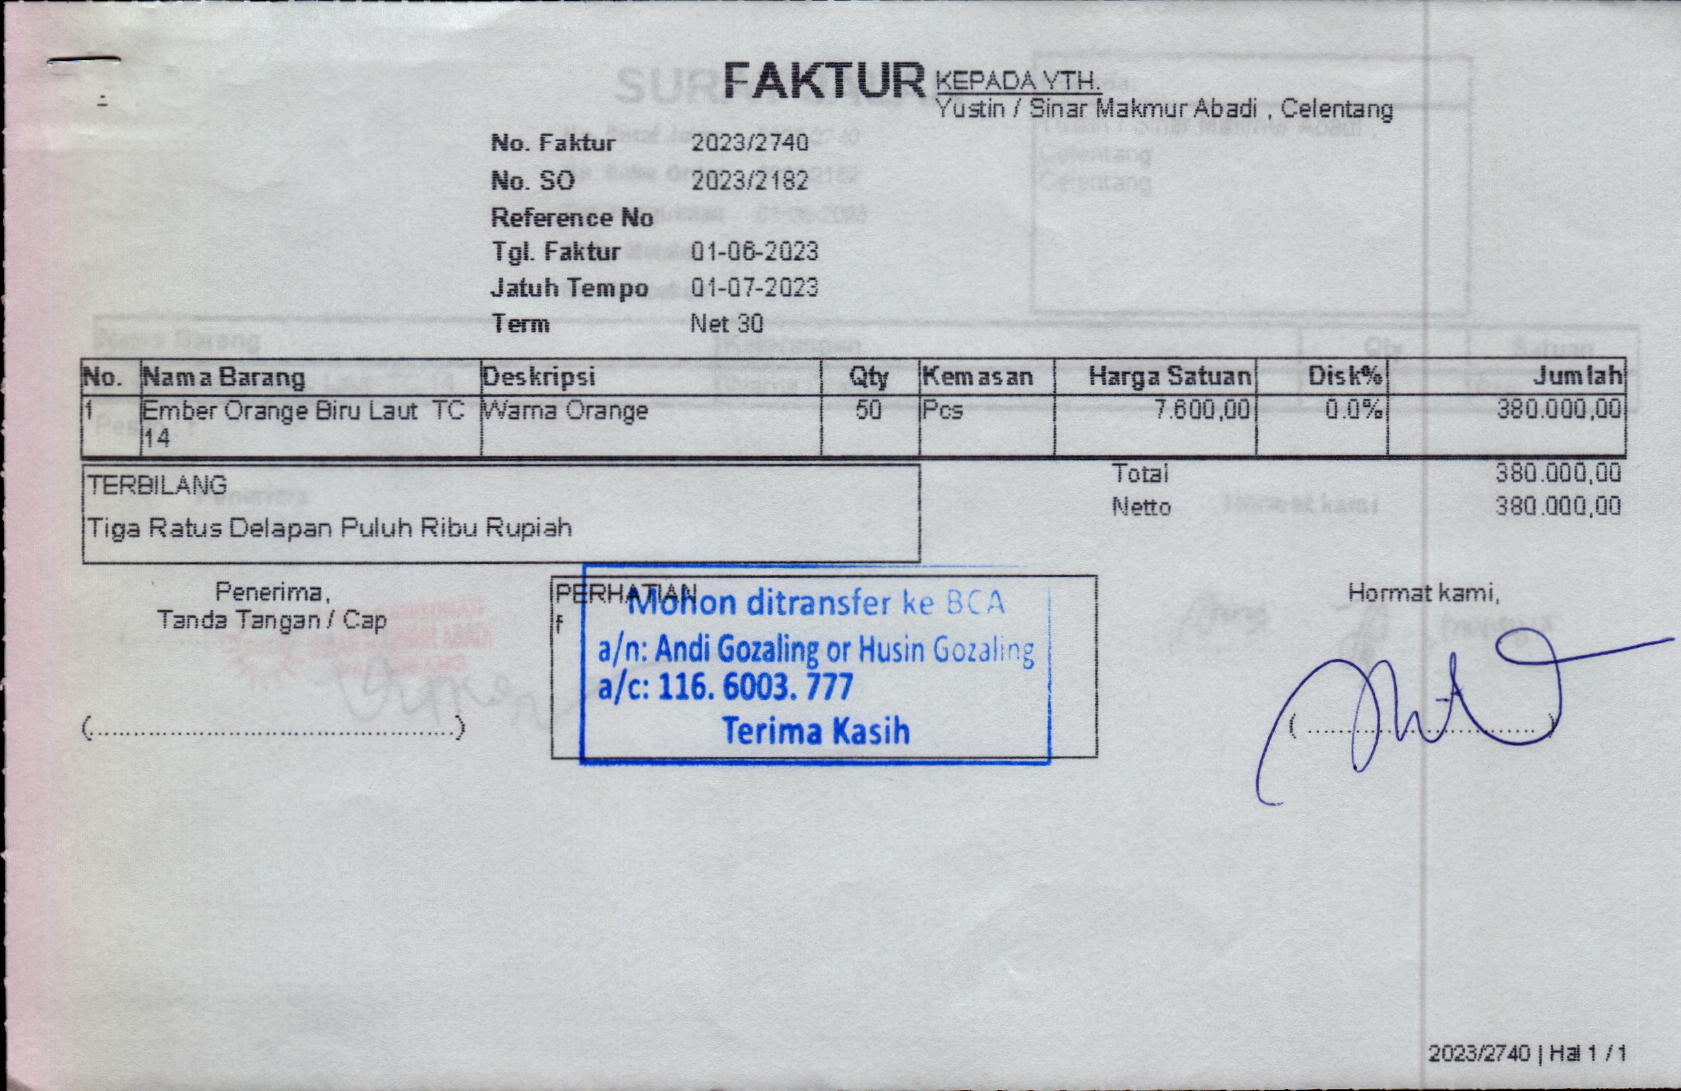 FAKTUR
KEPADA YTH.
Yustin / Sinar Makmur Abadi , Celentang
No. Faktur 2023/2740
No. SO 2023/2182
Reference No
Tgl. Faktur 01-06-2023
Jatuh Tempo 01-07-2023
Term Net 30
No. Nama Barang Deskripsi Qty Kemasan Harga Satuan Disk% Jumlah
1 Ember Orange Biru Laut TC 14 Warna Orange 50 Pcs 7.600,00 0.0% 380.000,00
TERBILANG
Tiga Ratus Delapan Puluh Ribu Rupiah
Total 380.000,00
Netto 380.000,00
Penerima,
Tanda Tangan / Cap
PERHATIAN
f
Mohon ditransfer ke BCA
a/n: Andi Gozaling or Husin Gozaling
a/c: 116. 6003. 777
Terima Kasih
Hormat kami,
2023/2740 | Hal 1 / 1